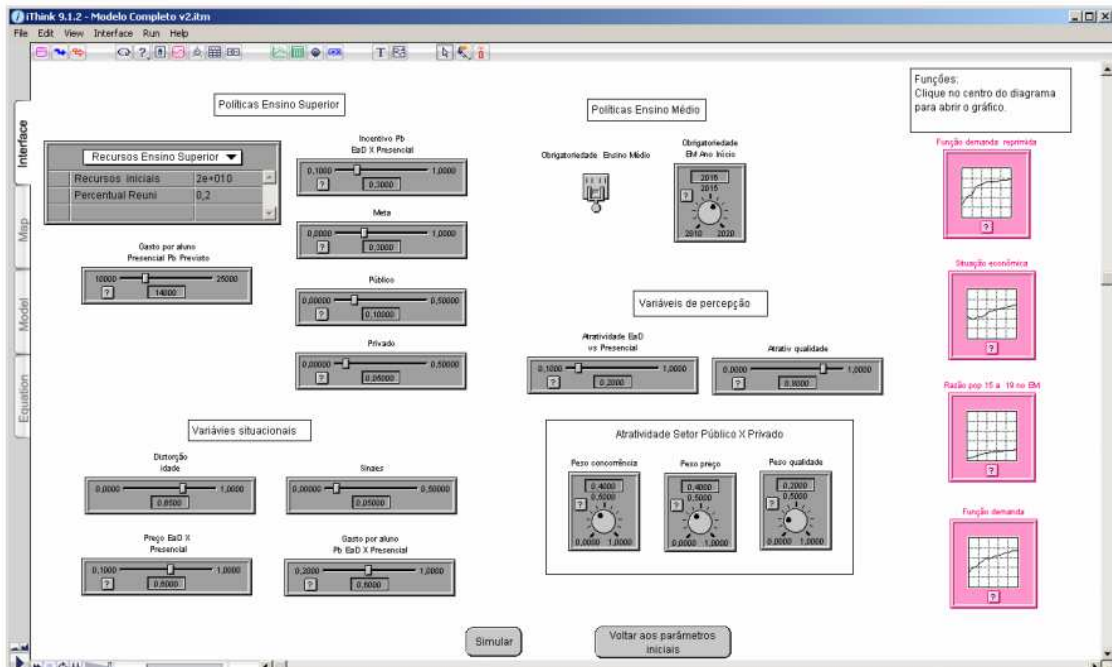 iThink 9.1.2 - Modelo Completo v2.itm
File Edit View Interface Run Help
Interface
Map
Model
Equation
Políticas Ensino Superior
Recursos Ensino Superior
Recursos iniciais 2e+010
Percentual Reuni 0,2
Gasto por aluno
Presencial Pb Previsto
10000 25000
?
14000
Incentivo Pb
EaD X Presencial
0,1000 1,0000
?
0,3000
Meta
0,0000 1,0000
?
0,3000
Público
0,00000 0,50000
?
0,10000
Privado
0,00000 0,50000
?
0,05000
Variávies situacionais
Distorção
idade
0,0000 1,0000
0,6500
Sinaes
0,00000 0,50000
0,05000
Preço EaD X
Presencial
0,1000 1,0000
?
0,6000
Gasto por aluno
Pb EaD X Presencial
0,2000 1,0000
?
0,6000
Políticas Ensino Médio
Obrigatoriedade Ensino Médio
Obrigatoriedade
EM Ano Início
2015
?
2015
2010 2020
Variáveis de percepção
Atratividade EaD
vs Presencial
0,1000 1,0000
?
0,2000
Atrativ qualidade
0,0000 1,0000
?
0,8000
Atratividade Setor Público X Privado
Peso concorrência
0,4000
?
0,5000
0,0000 1,0000
Peso preço
0,4000
?
0,5000
0,0000 1,0000
Peso qualidade
0,2000
?
0,5000
0,0000 1,0000
Funções:
Clique no centro do diagrama
para abrir o gráfico.
Função demanda reprimida
?
Situação econômica
?
Razão pop 15 a 19 no EM
?
Função demanda
?
Simular
Voltar aos parâmetros
iniciais